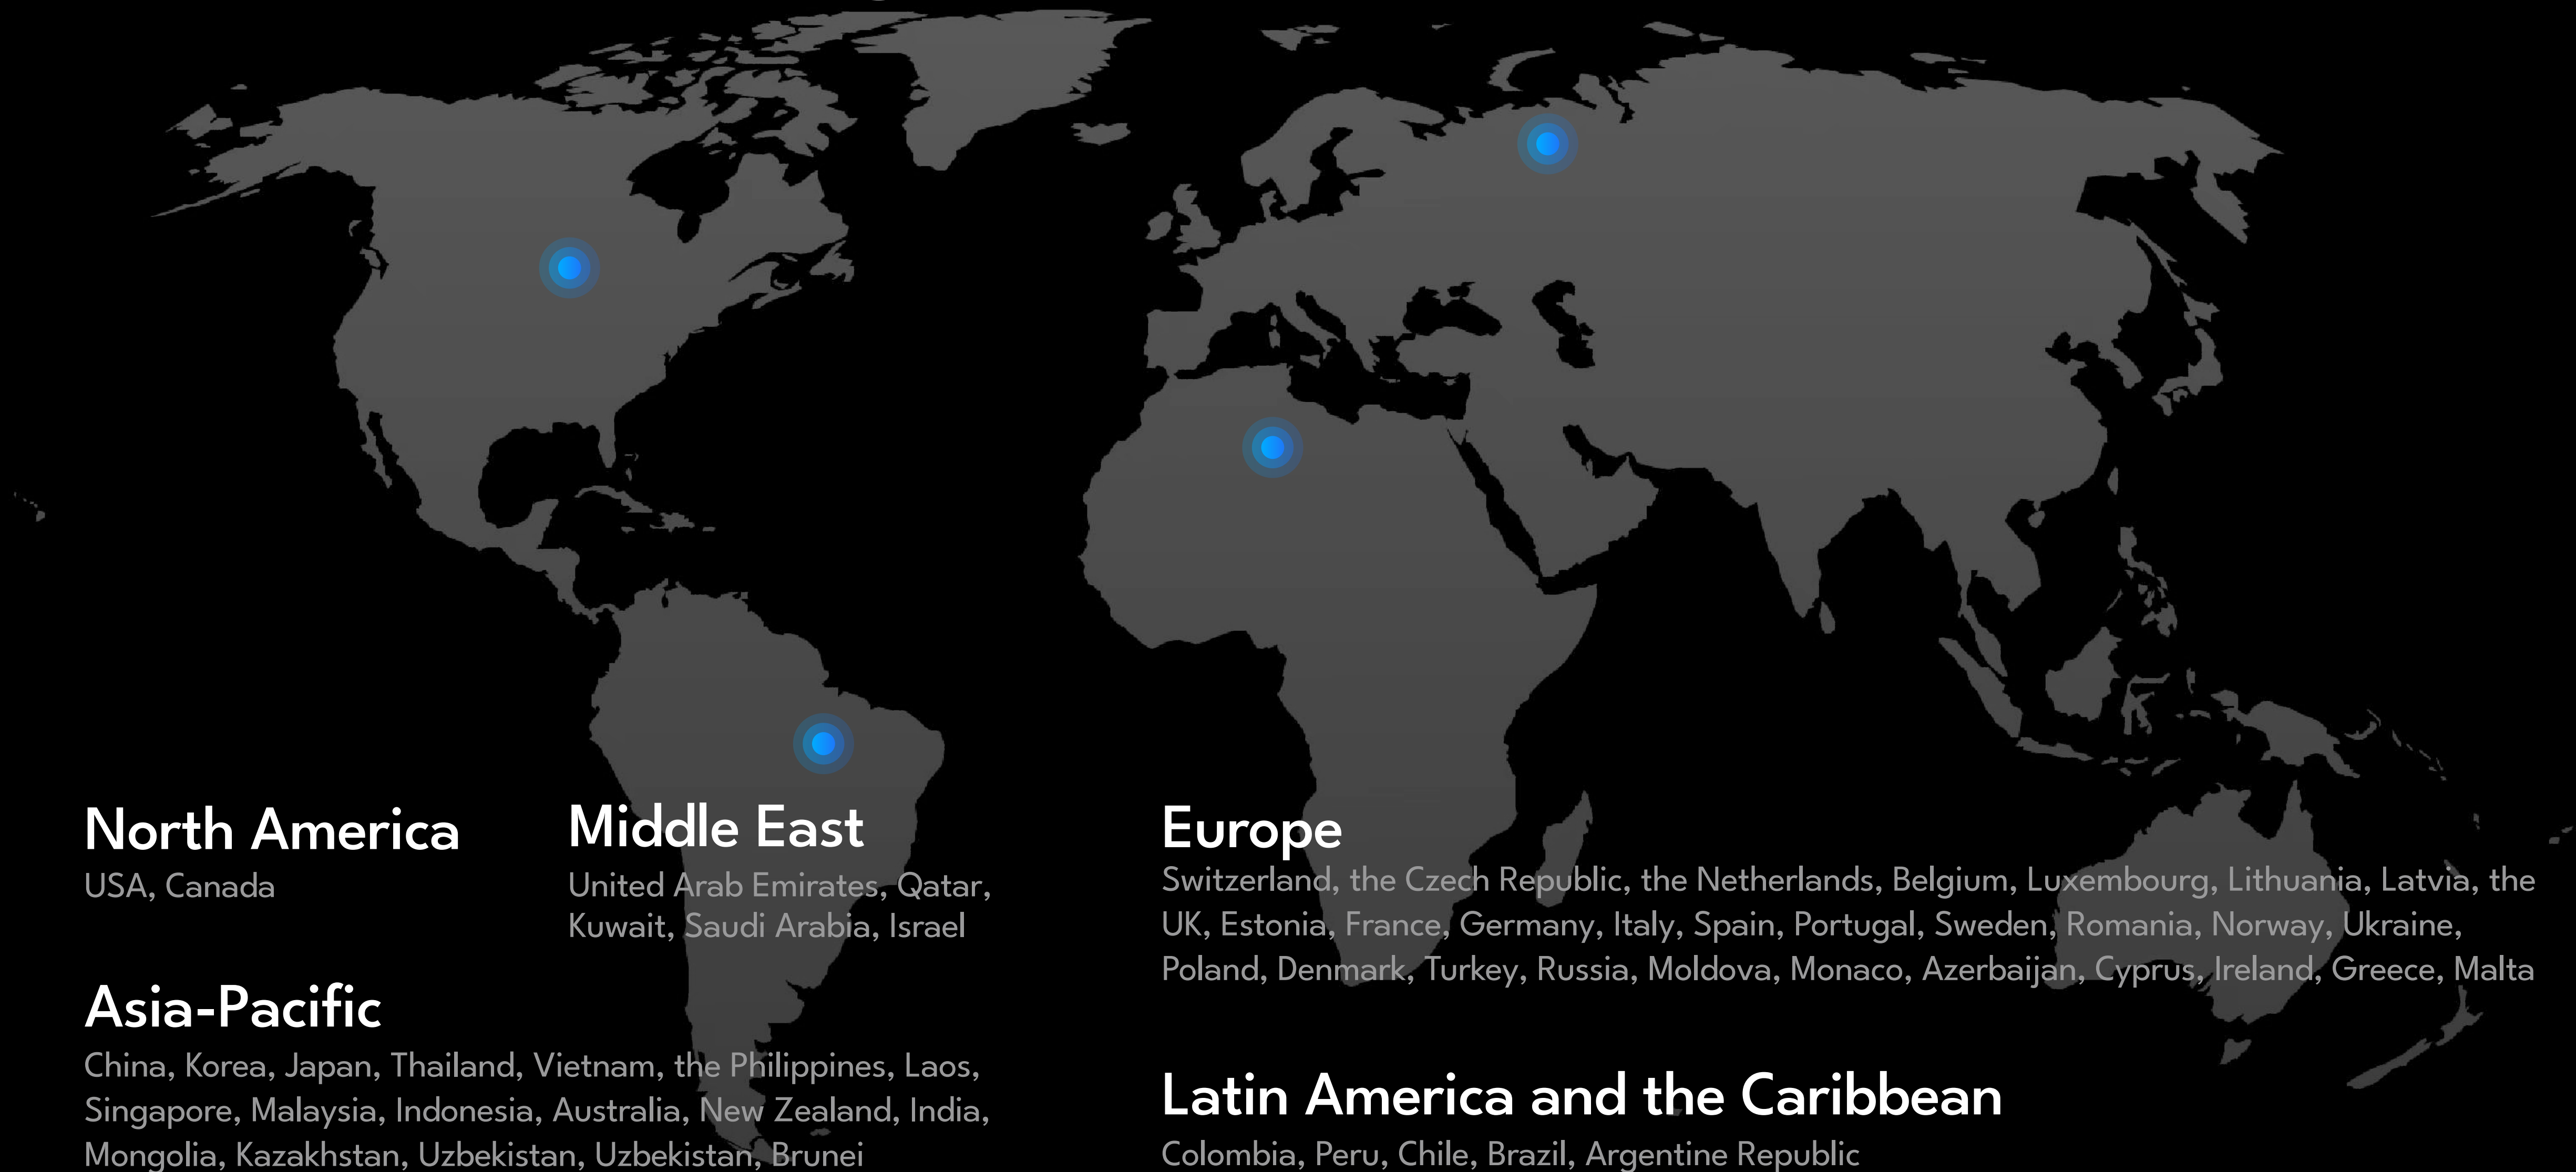 North America
USA, Canada
Middle East
United Arab Emirates, Qatar,
Kuwait, Saudi Arabia, Israel
Europe
Switzerland, the Czech Republic, the Netherlands, Belgium, Luxembourg, Lithuania, Latvia, the
UK, Estonia, France, Germany, Italy, Spain, Portugal, Sweden, Romania, Norway, Ukraine,
Poland, Denmark, Turkey, Russia, Moldova, Monaco, Azerbaijan, Cyprus, Ireland, Greece, Malta
Asia-Pacific
China, Korea, Japan, Thailand, Vietnam, the Philippines, Laos,
Singapore, Malaysia, Indonesia, Australia, New Zealand, India,
Mongolia, Kazakhstan, Uzbekistan, Uzbekistan, Brunei
Latin America and the Caribbean
Colombia, Peru, Chile, Brazil, Argentine Republic